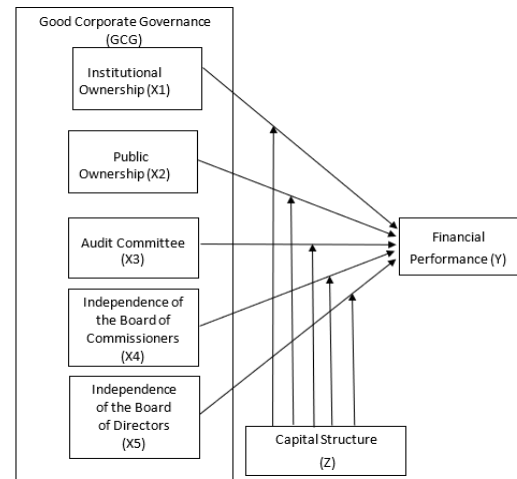 Good Corporate Governance
(GCG)
Institutional
Ownership (X1)
Public
Ownership (X2)
Audit Committee
(X3)
Independence of
the Board of
Commissioners
(X4)
Independence
of the Board
of Directors
(X5)
Financial
Performance (Y)
Capital Structure
(Z)